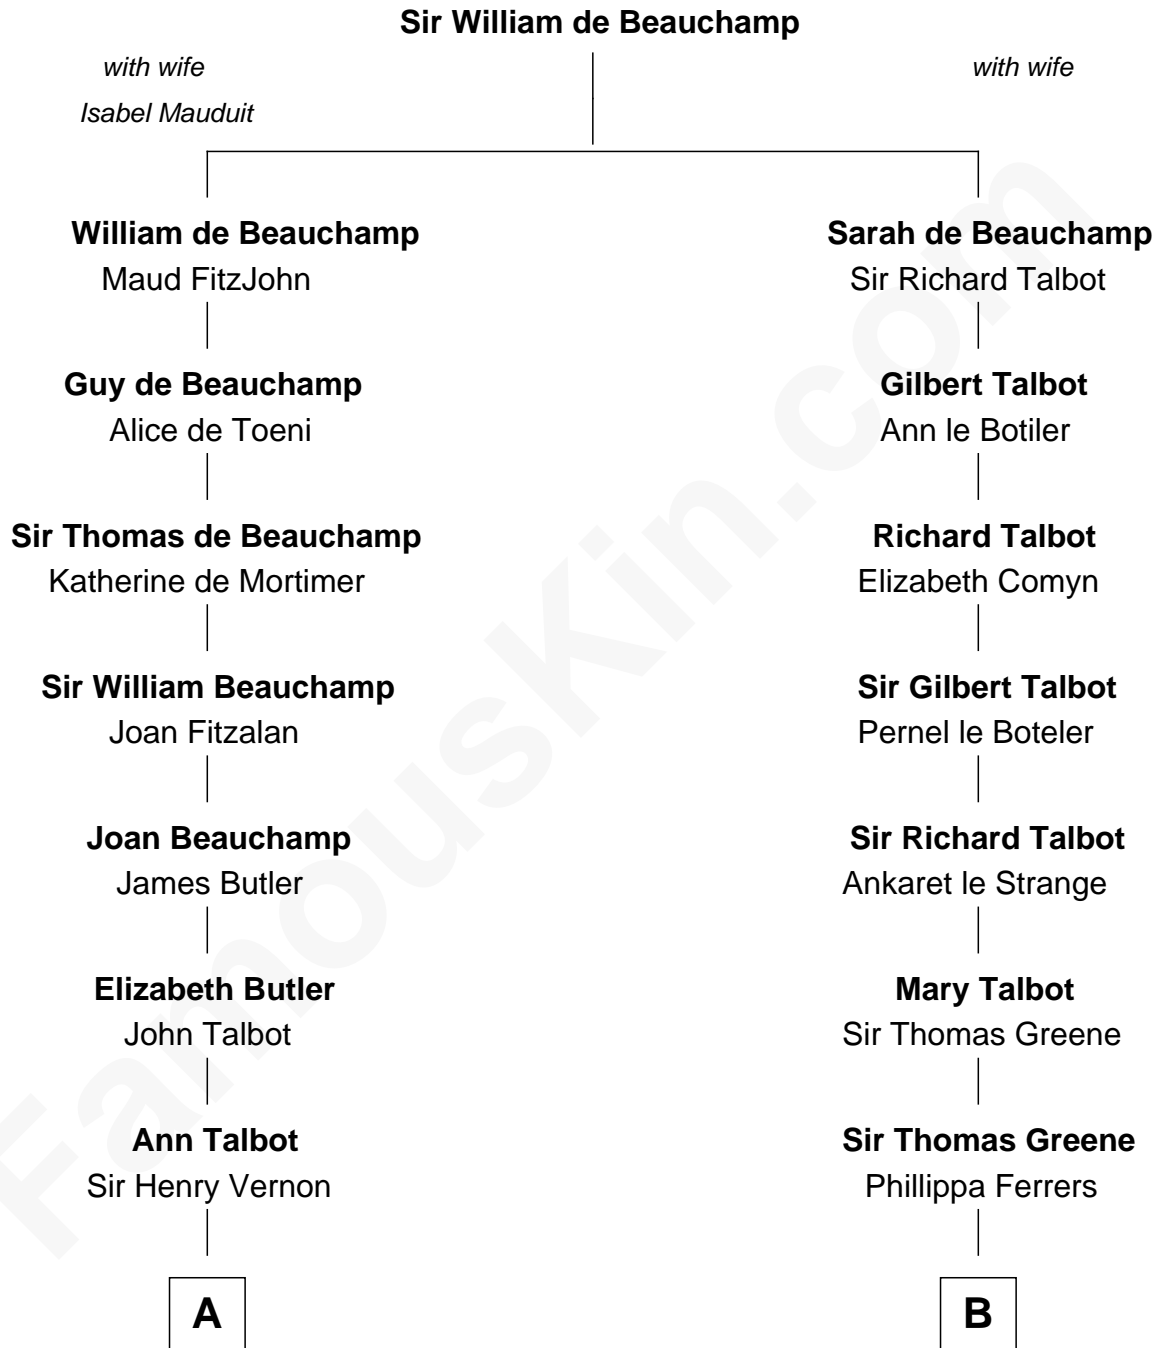 Sir William de Beauchamp
with wife
with wife
Isabel Mauduit
William de Beauchamp
Sarah de Beauchamp
Maud FitzJohn
Sir Richard Talbot
Guy de Beauchamp
Gilbert Talbot
Alice de Toeni
Ann le Botiler
Sir Thomas de Beauchamp
Richard Talbot
Katherine de Mortimer
Elizabeth Comyn
Sir William Beauchamp
Sir Gilbert Talbot
Joan Fitzalan
Pernel le Boteler
Joan Beauchamp
Sir Richard Talbot
James Butler
Ankaret le Strange
Elizabeth Butler
Mary Talbot
John Talbot
Sir Thomas Greene
Ann Talbot
Sir Thomas Greene
Sir Henry Vernon
Phillippa Ferrers
A
B
FamousKin.com